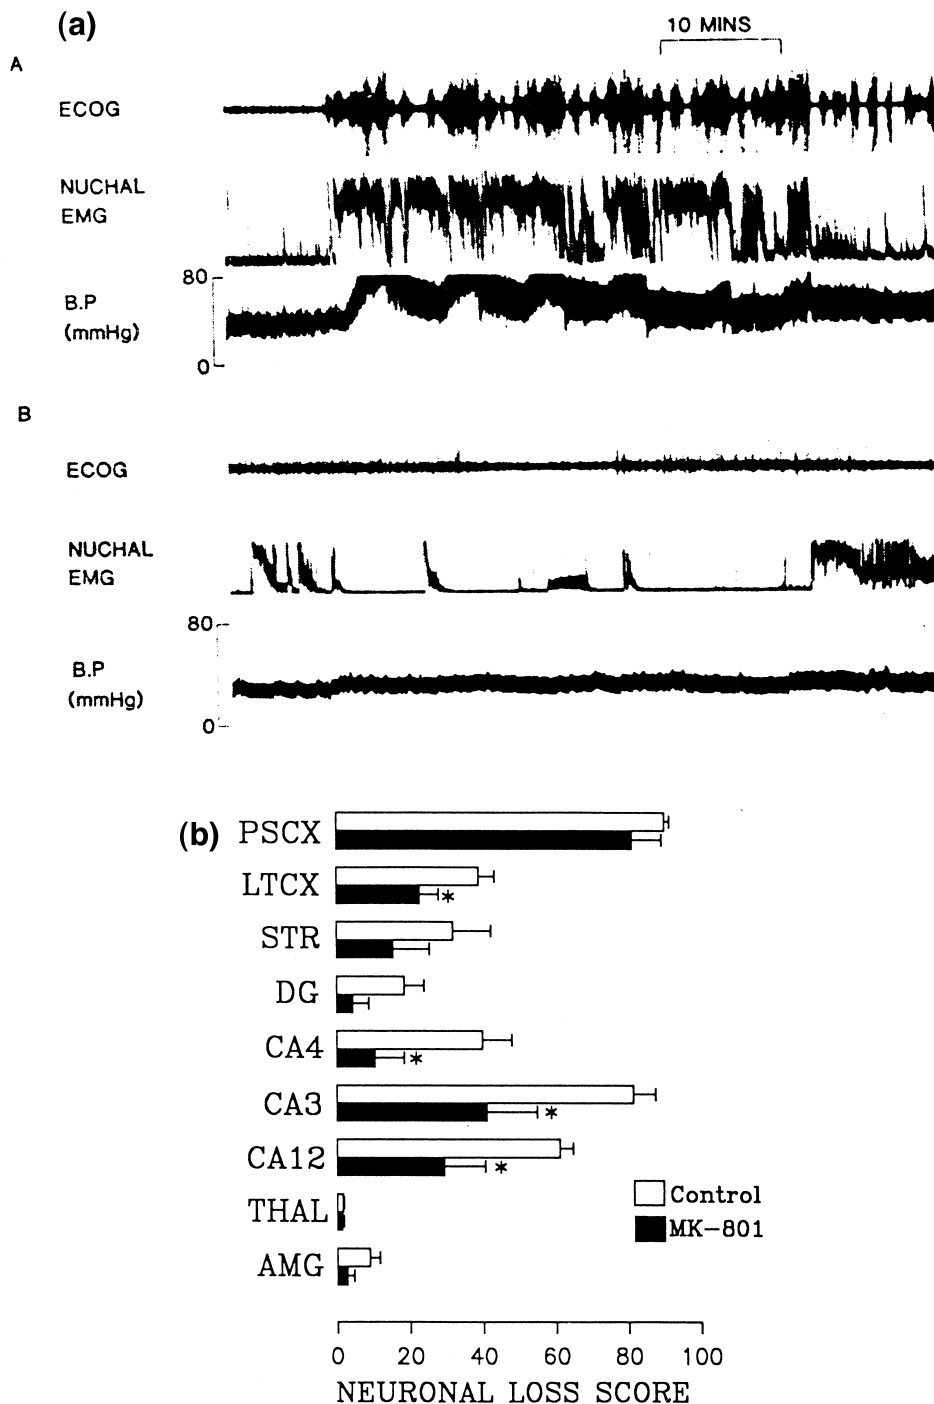 (a)
10 MINS
A
ECOG
NUCHAL
EMG
80
B.P
(mmHg)
0
B
ECOG
NUCHAL
EMG
80
B.P
(mmHg)
0
(b)
PSCX
LTCX
*
STR
DG
CA4
*
CA3
*
CA12
*
THAL
AMG
Control
MK-801
0 20 40 60 80 100
NEURONAL LOSS SCORE